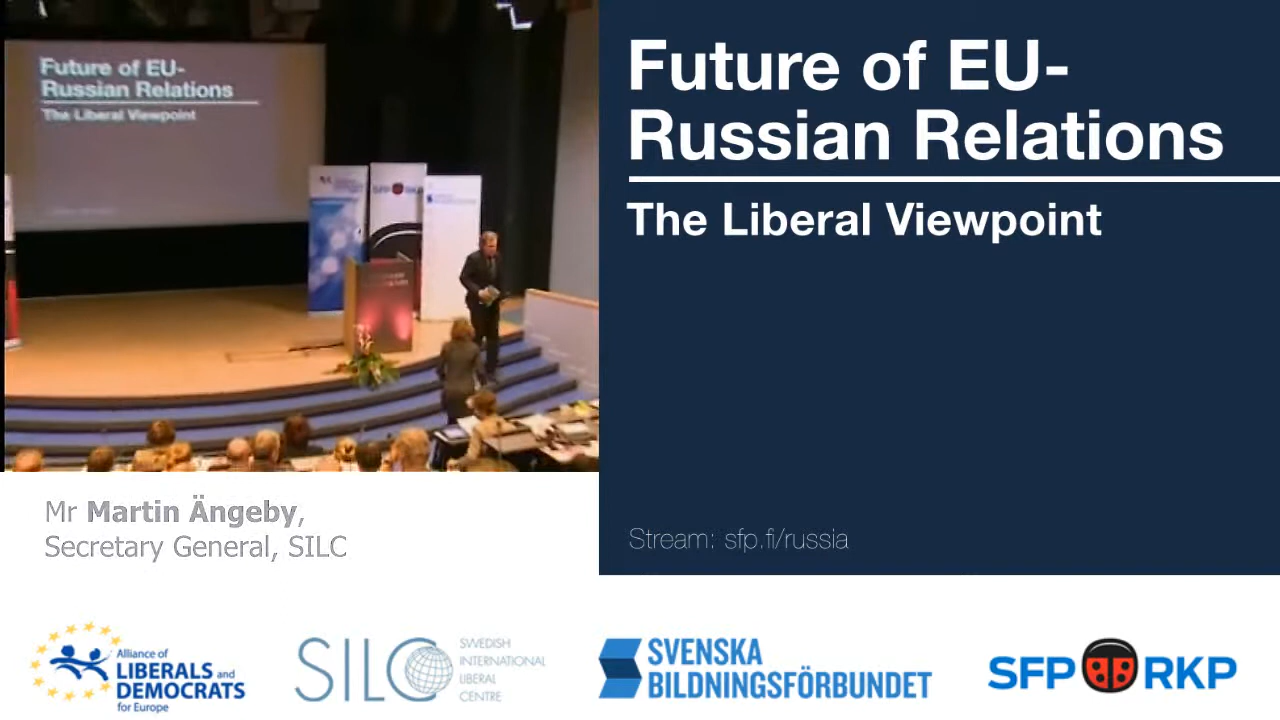 Future of EU-
Russian Relations
The Liberal Viewpoint
SFP RKP
Future of EU-
Russian Relations
The Liberal Viewpoint
Stream: sfp.fi/russia
Mr Martin Ängeby,
Secretary General, SILC
Alliance of
LIBERALS and
DEMOCRATS
for Europe
SILC
SWEDISH
INTERNATIONAL
LIBERAL
CENTRE
SVENSKA
BILDNINGSFÖRBUNDET
SFP RKP